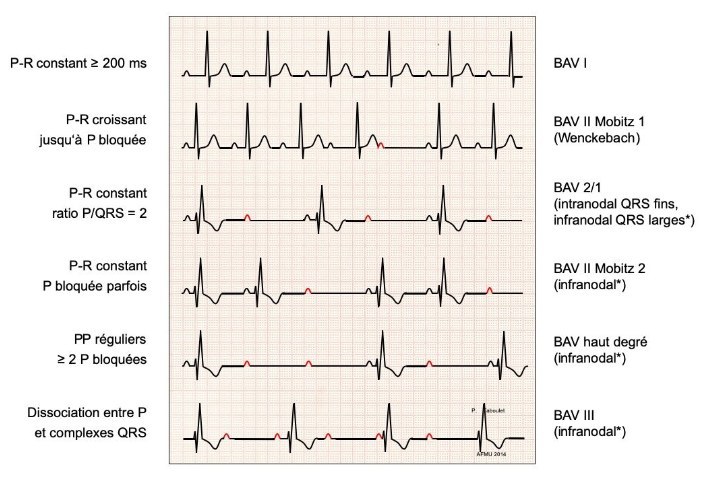 P-R constant ≥ 200 ms
BAV I
P-R croissant
jusqu'à P bloquée
BAV II Mobitz 1
(Wenckebach)
P-R constant
ratio P/QRS = 2
BAV 2/1
(intranodal QRS fins,
infranodal QRS larges*)
P-R constant
P bloquée parfois
BAV II Mobitz 2
(infranodal*)
PP réguliers
≥ 2 P bloquées
BAV haut degré
(infranodal*)
Dissociation entre P
et complexes QRS
BAV III
(infranodal*)
P.
AFMU 2014